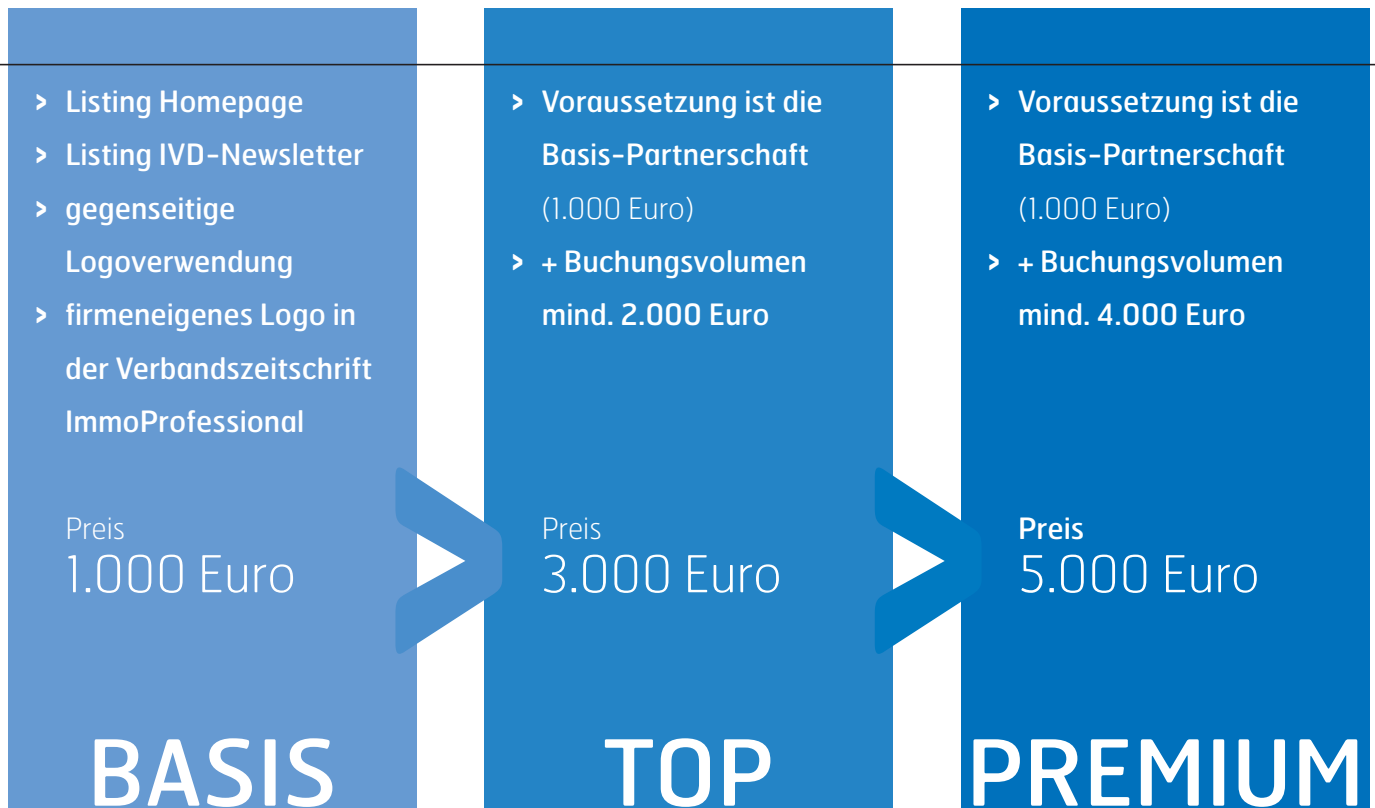 > Listing Homepage
> Listing IVD-Newsletter
> gegenseitige
Logoverwendung
> firmeneigenes Logo in
der Verbandszeitschrift
ImmoProfessional
Preis
1.000 Euro
BASIS
> Voraussetzung ist die
Basis-Partnerschaft
(1.000 Euro)
> + Buchungsvolumen
mind. 2.000 Euro
Preis
3.000 Euro
TOP
> Voraussetzung ist die
Basis-Partnerschaft
(1.000 Euro)
> + Buchungsvolumen
mind. 4.000 Euro
Preis
5.000 Euro
PREMIUM